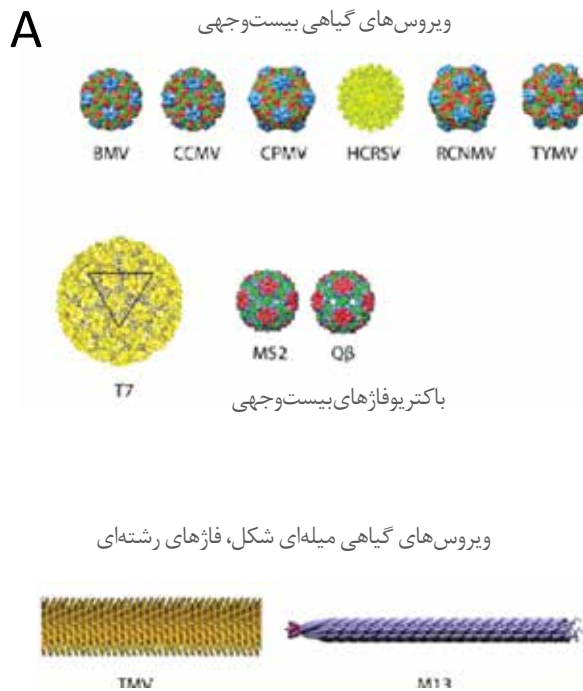 A
ویروس‌های گیاهی بیست‌وجهی
BMV CCMV CPMV HCRSV RCNMV TYMV
MS2 Qβ
T7
باکتریوفاژهای‌بیست‌وجهی
ویروس‌های گیاهی میله‌ای شکل، فاژهای رشته‌ای
TMV M13